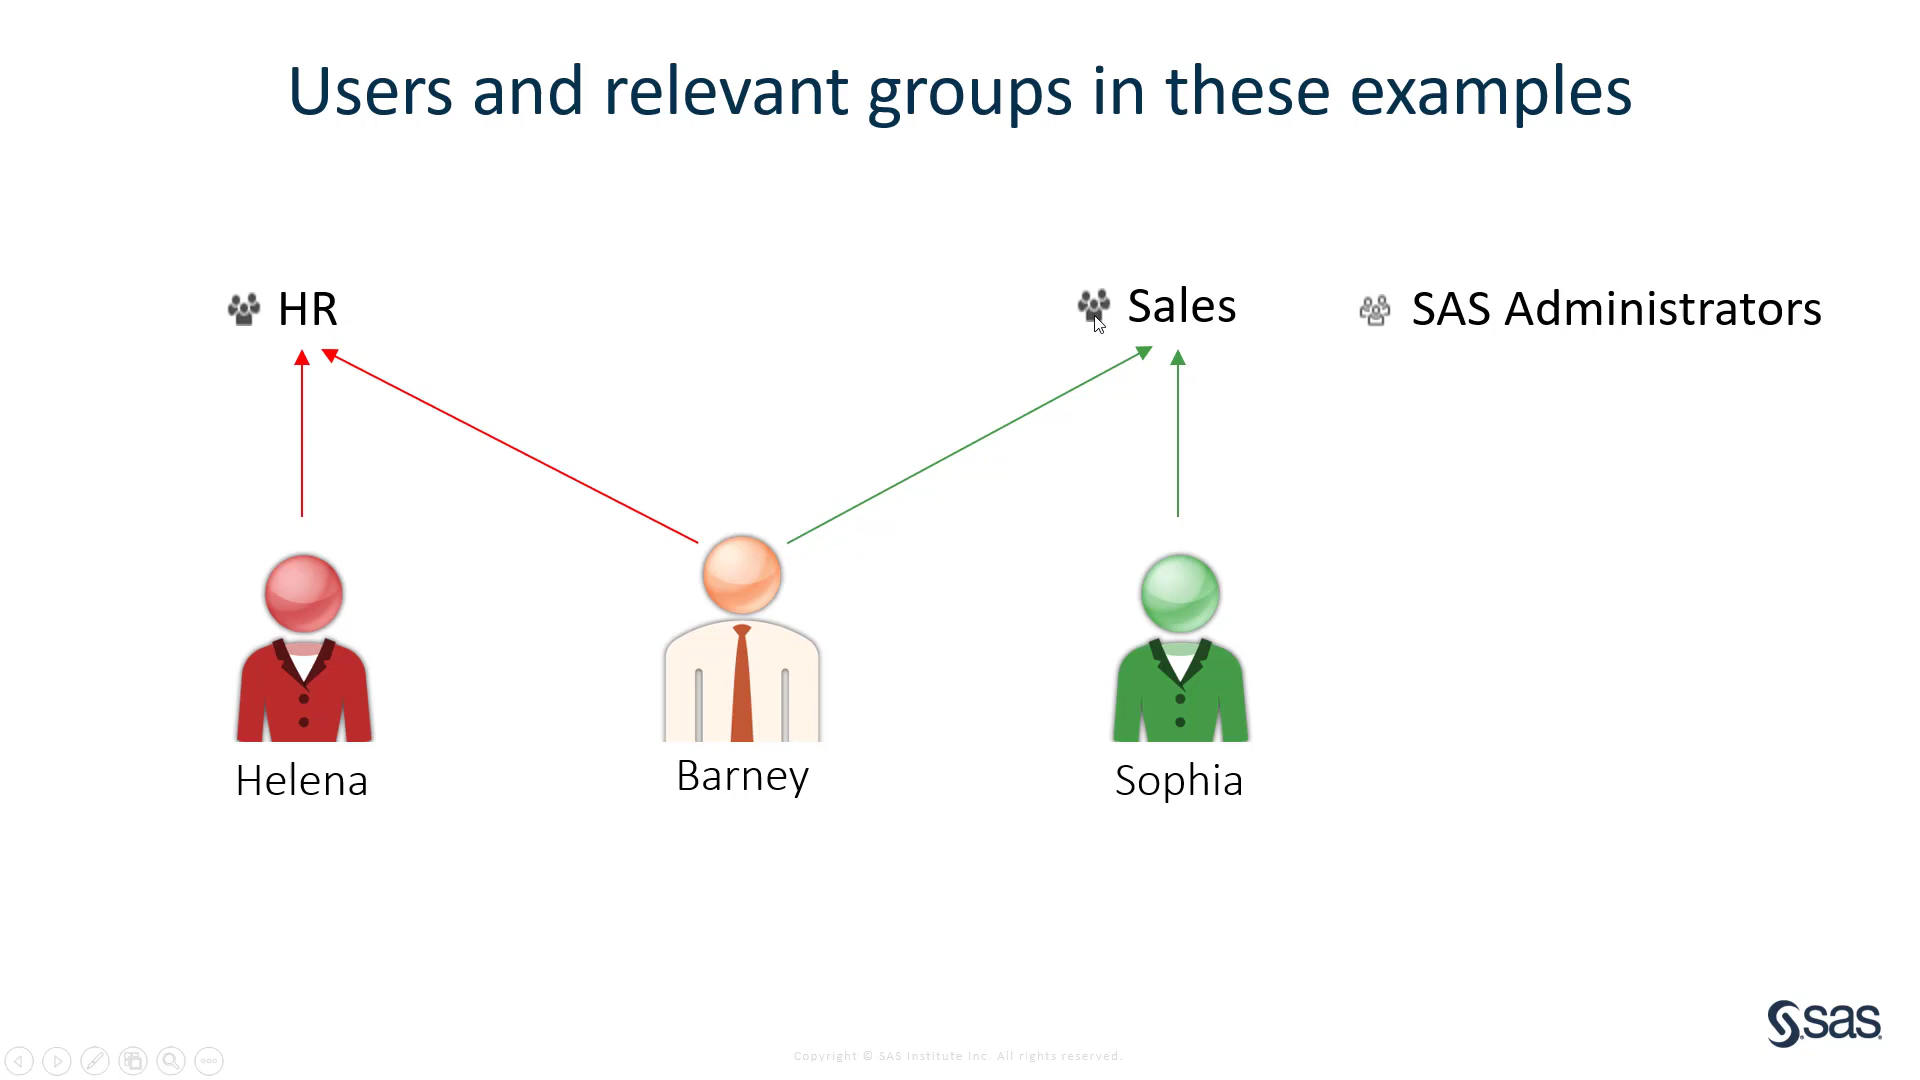 Users and relevant groups in these examples
HR
Sales
SAS Administrators
Helena
Barney
Sophia
sas
Copyright © SAS Institute Inc. All rights reserved.